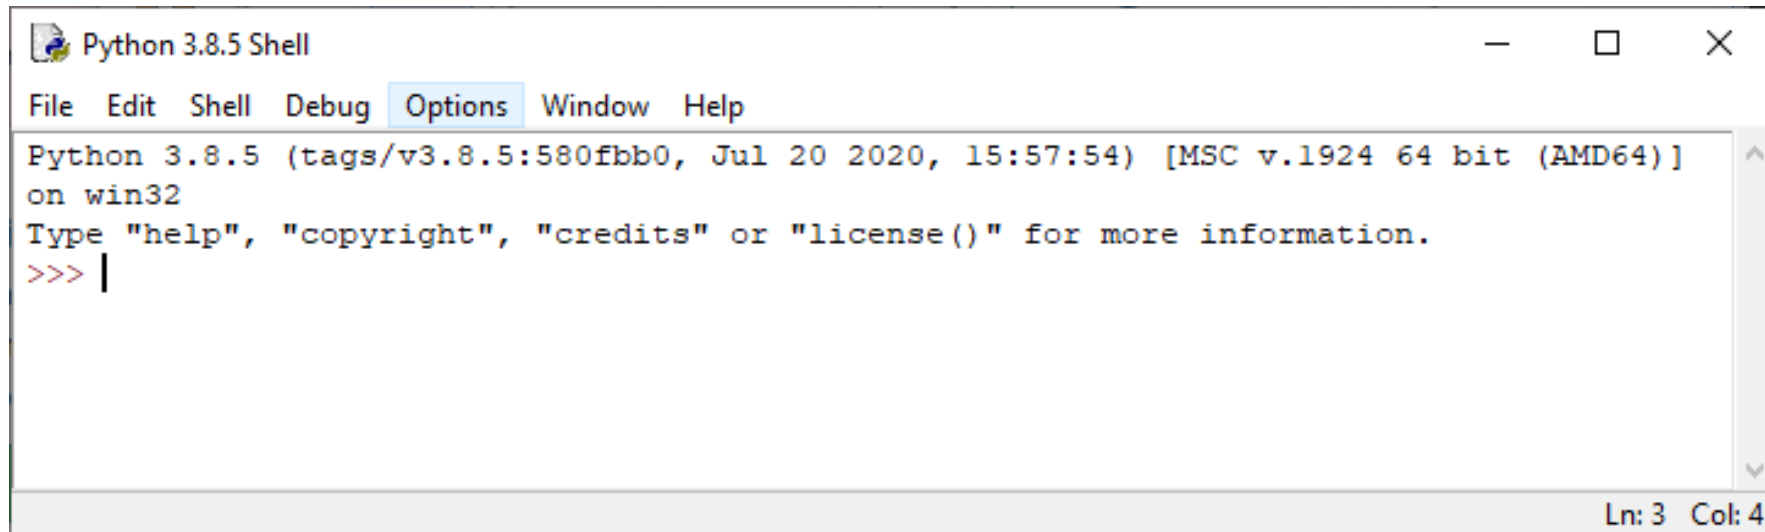 Python 3.8.5 Shell
File Edit Shell Debug Options Window Help
Python 3.8.5 (tags/v3.8.5:580fbb0, Jul 20 2020, 15:57:54) [MSC v.1924 64 bit (AMD64)]
on win32
Type "help", "copyright", "credits" or "license()" for more information.
>>>
Ln: 3 Col: 4